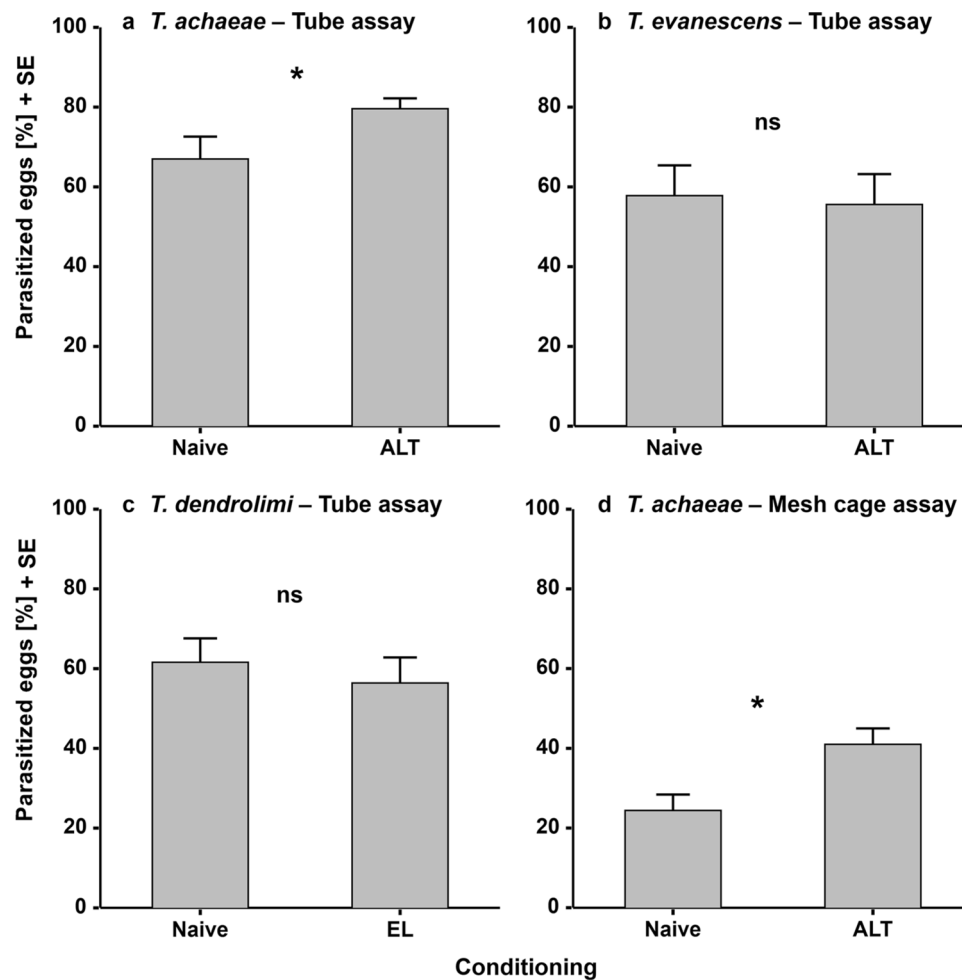 a T. achaeae – Tube assay
*
Parasitized eggs [%] + SE
100
80
60
40
20
0
Naive ALT
b T. evanescens – Tube assay
ns
100
80
60
40
20
0
Naive ALT
c T. dendrolimi – Tube assay
ns
Parasitized eggs [%] + SE
100
80
60
40
20
0
Naive EL
d T. achaeae – Mesh cage assay
*
100
80
60
40
20
0
Naive ALT
Conditioning